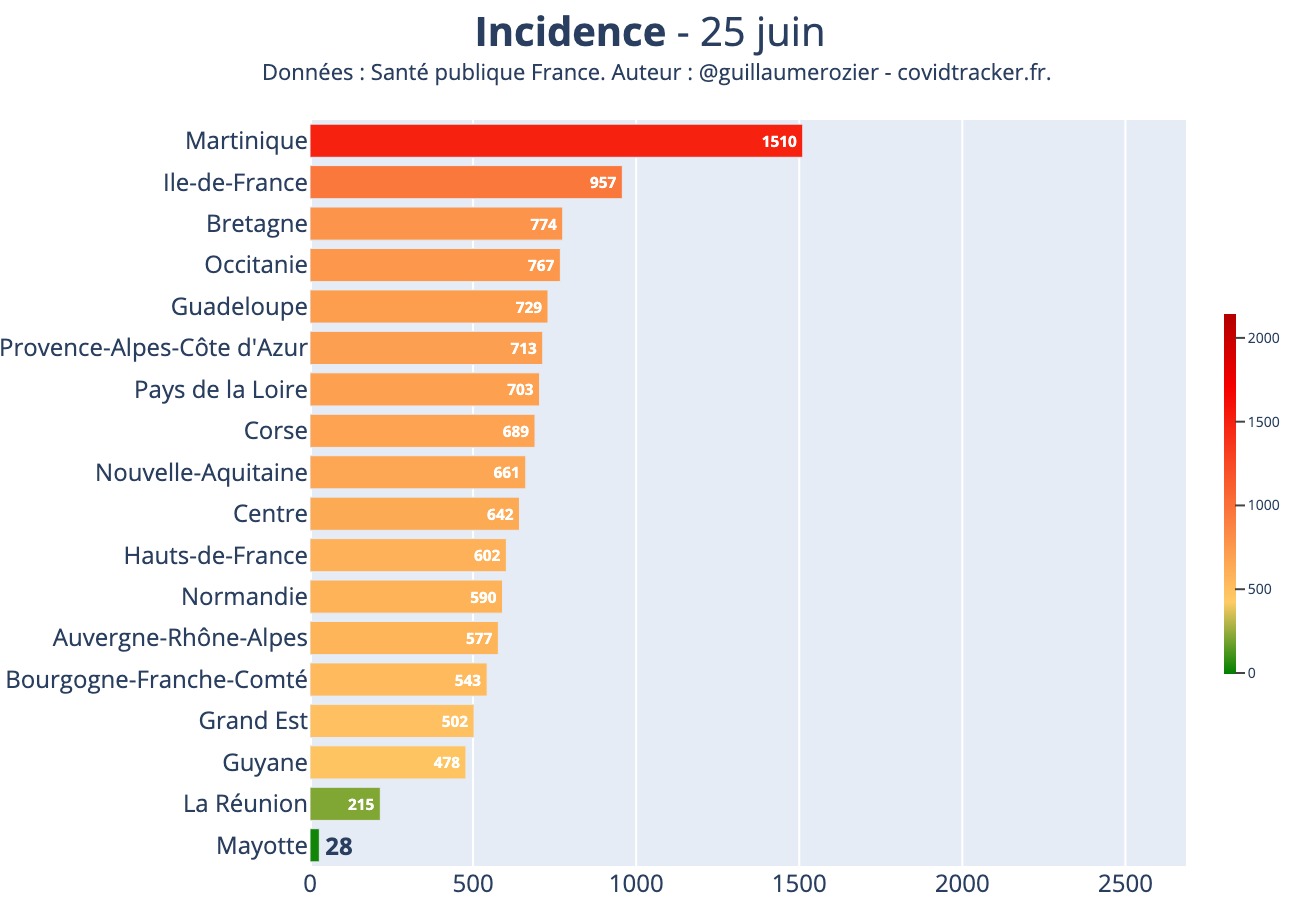 Incidence - 25 juin
Données : Santé publique France. Auteur : @guillaumerozier - covidtracker.fr.
Martinique 1510
Ile-de-France 957
Bretagne 774
Occitanie 767
Guadeloupe 729
Provence-Alpes-Côte d'Azur 713
Pays de la Loire 703
Corse 689
Nouvelle-Aquitaine 661
Centre 642
Hauts-de-France 602
Normandie 590
Auvergne-Rhône-Alpes 577
Bourgogne-Franche-Comté 543
Grand Est 502
Guyane 478
La Réunion 215
Mayotte 28
0 500 1000 1500 2000 2500
2000
1500
1000
500
0